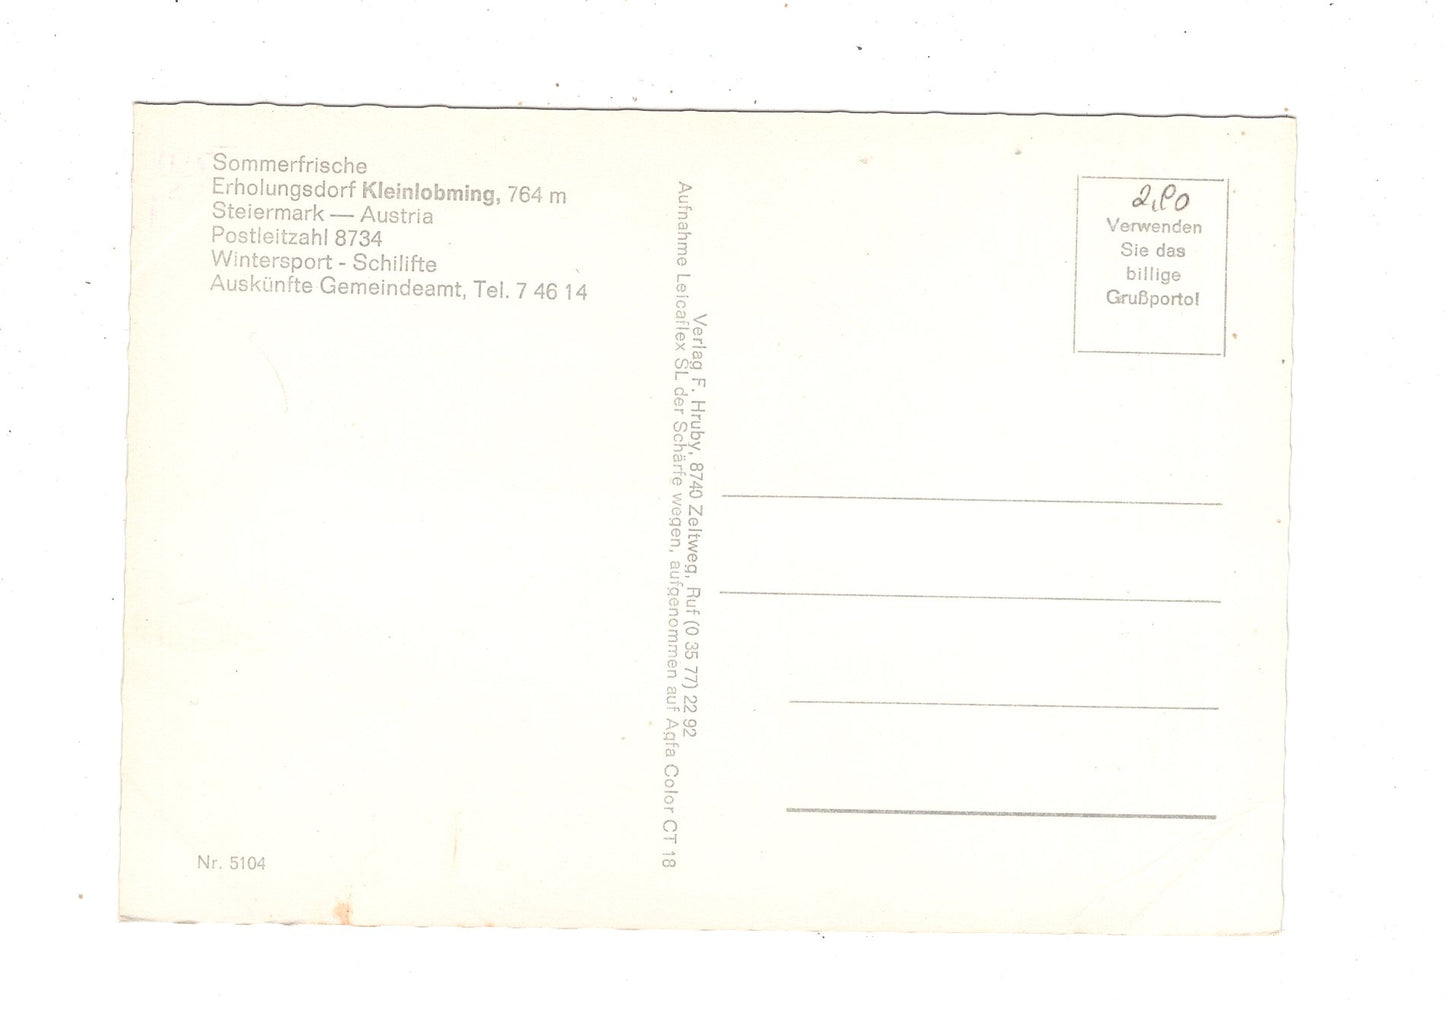 Sommerfrische
Erholungsdorf Kleinlobming, 764 m
Steiermark — Austria
Postleitzahl 8734
Wintersport - Schilifte
Auskünfte Gemeindeamt, Tel. 7 46 14
Nr. 5104
Verlag F. Hruby, 8740 Zeltweg, Ruf (0 35 77) 22 92
Aufnahme Leicaflex SL der Schärfe wegen, aufgenommen auf Agfa Color CT 18
Verwenden
Sie das
billige
Grußporto!